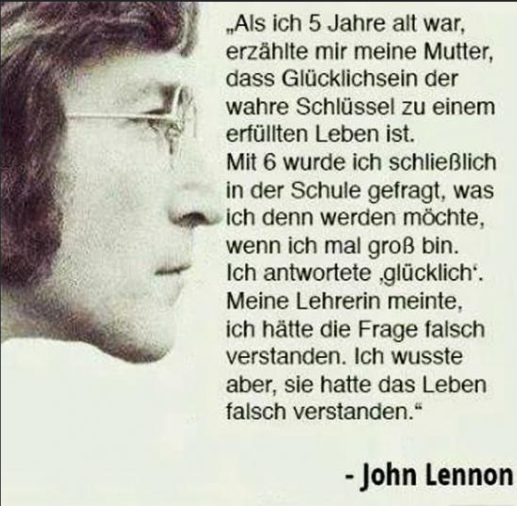 „Als ich 5 Jahre alt war,
erzählte mir meine Mutter,
dass Glücklichsein der
wahre Schlüssel zu einem
erfüllten Leben ist.
Mit 6 wurde ich schließlich
in der Schule gefragt, was
ich denn werden möchte,
wenn ich mal groß bin.
Ich antwortete ‚glücklich‘.
Meine Lehrerin meinte,
ich hätte die Frage falsch
verstanden. Ich wusste
aber, sie hatte das Leben
falsch verstanden.“
- John Lennon